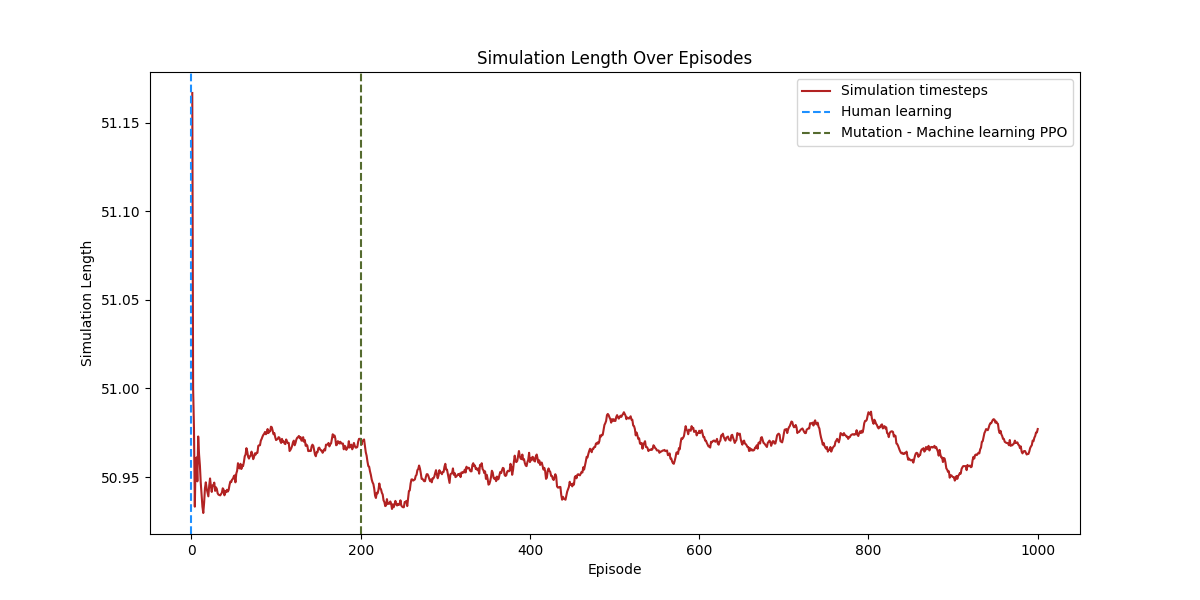 Simulation Length Over Episodes
Simulation timesteps
Human learning
Mutation - Machine learning PPO
Simulation Length
51.15
51.10
51.05
51.00
50.95
0 200 400 600 800 1000
Episode